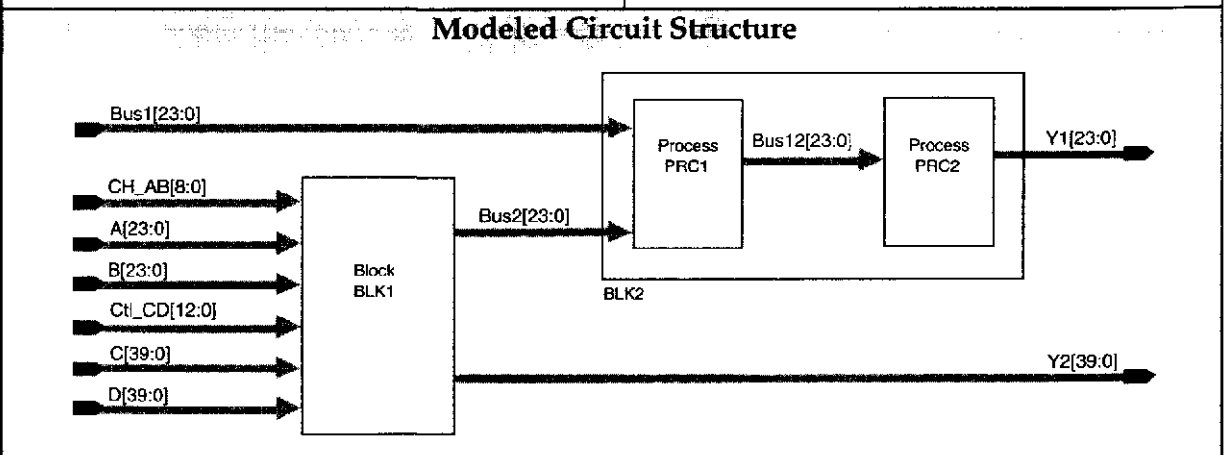 Modeled Circuit Structure
Bus1[23:0]
Process
PRC1
Bus12[23:0]
Process
PRC2
Y1[23:0]
CH_AB[8:0]
A[23:0]
B[23:0]
Ctl_CD[12:0]
C[39:0]
D[39:0]
Block
BLK1
Bus2[23:0]
BLK2
Y2[39:0]